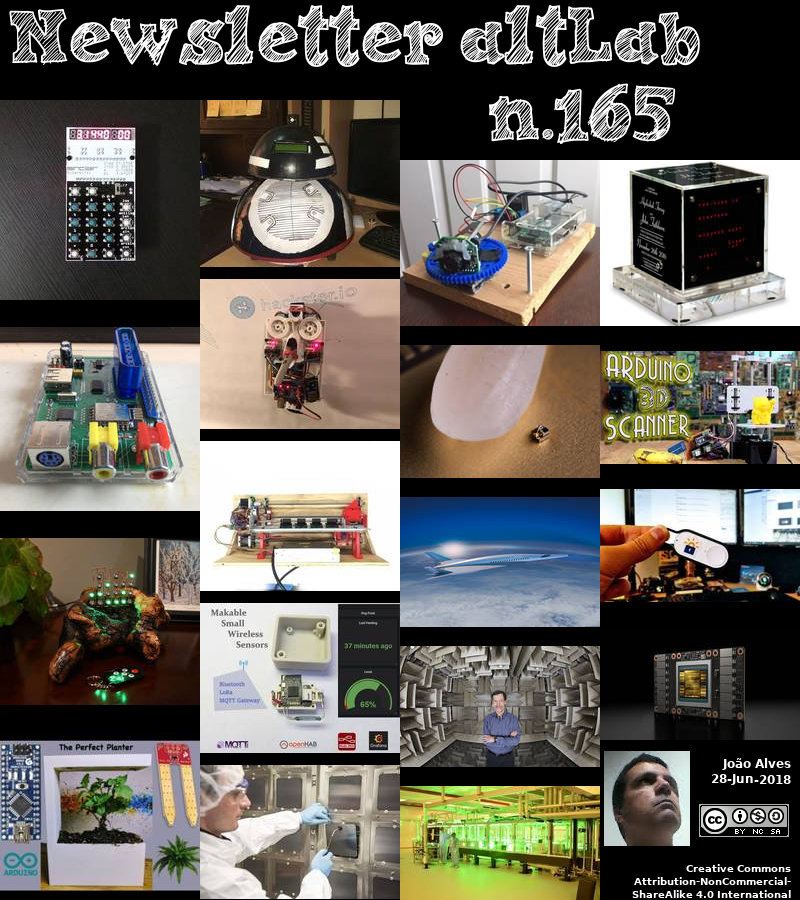 Newsletter altLab
n.165
hackster.io
ARDUINO
3D
SCANNER
Makable
Small
Wireless
Sensors
37 minutes ago
65%
Bluetooth
LoRa
MQTT Gateway
MQTT
openHAB
Grafana
The Perfect Planter
ARDUINO
João Alves
28-Jun-2018
cc
BY NC SA
Creative Commons
Attribution-NonCommercial-
ShareAlike 4.0 International